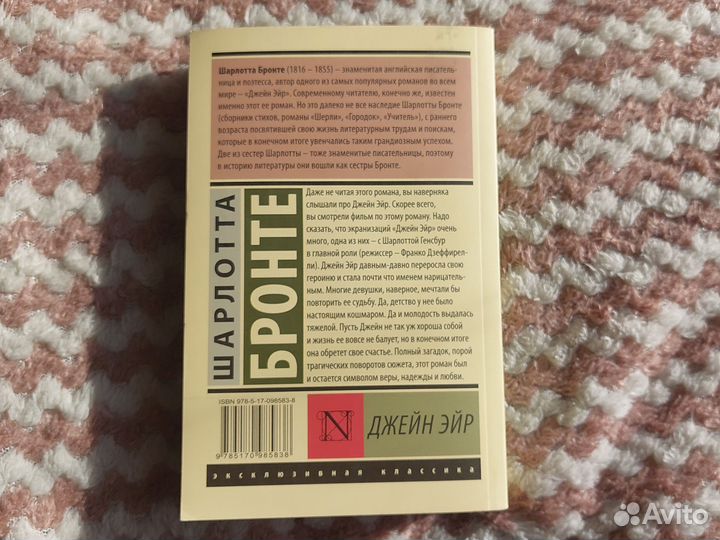 Шарлотта Бронте (1816 – 1855) – знаменитая английская писатель-
ница и поэтесса, автор одного из самых популярных романов во всем
мире – «Джейн Эйр». Современному читателю, конечно же, известен
именно этот ее роман. Но это далеко не все наследие Шарлотты Бронте
(сборники стихов, романы «Шерли», «Городок», «Учитель»), с раннего
возраста посвятившей свою жизнь литературным трудам и поискам,
которые в конечном итоге увенчались таким грандиозным успехом.
Две из сестер Шарлотты – тоже знаменитые писательницы, поэтому
в историю литературы они вошли как сестры Бронте.
ШАРЛОТТА
БРОНТЕ
Даже не читая этого романа, вы наверняка
слышали про Джейн Эйр. Скорее всего,
вы смотрели фильм по этому роману. Надо
сказать, что экранизаций «Джейн Эйр» очень
много, одна из них – с Шарлоттой Генсбур
в главной роли (режиссер – Франко Дзеффирел-
ли). Джейн Эйр давным-давно переросла свою
героиню и стала почти что именем нарицатель-
ным. Многие девушки, наверное, мечтали бы
повторить ее судьбу. Да, детство у нее было
настоящим кошмаром. Да и молодость выдалась
тяжелой. Пусть Джейн не так уж хороша собой
и жизнь ее вовсе не балует, но в конечном итоге
она обретет свое счастье. Полный загадок, порой
трагических поворотов сюжета, этот роман был
и остается символом веры, надежды и любви.
ISBN 978-5-17-098583-8
9 785170 985838
N
ДЖЕЙН ЭЙР
эксклюзивная классика
Avito